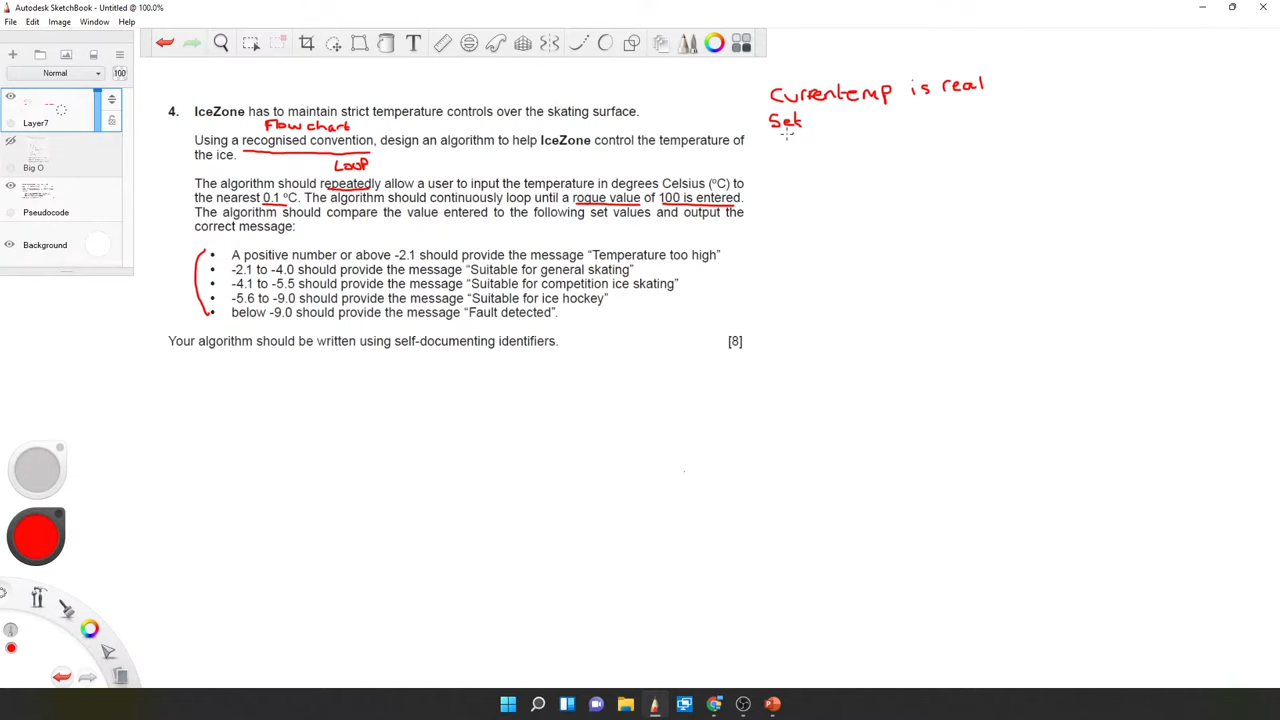 Autodesk SketchBook - Untitled @ 100.0%
File Edit Image Window Help
Normal 100
Layer7
Big O
Pseudocode
Background
4. IceZone has to maintain strict temperature controls over the skating surface.
Flow chart
Using a recognised convention, design an algorithm to help IceZone control the temperature of
the ice.
Loop
The algorithm should repeatedly allow a user to input the temperature in degrees Celsius (ºC) to
the nearest 0.1 ºC. The algorithm should continuously loop until a rogue value of 100 is entered.
The algorithm should compare the value entered to the following set values and output the
correct message:
• A positive number or above -2.1 should provide the message “Temperature too high”
• -2.1 to -4.0 should provide the message “Suitable for general skating”
• -4.1 to -5.5 should provide the message “Suitable for competition ice skating”
• -5.6 to -9.0 should provide the message “Suitable for ice hockey”
• below -9.0 should provide the message “Fault detected”.
Your algorithm should be written using self-documenting identifiers. [8]
Currentemp is real
Set